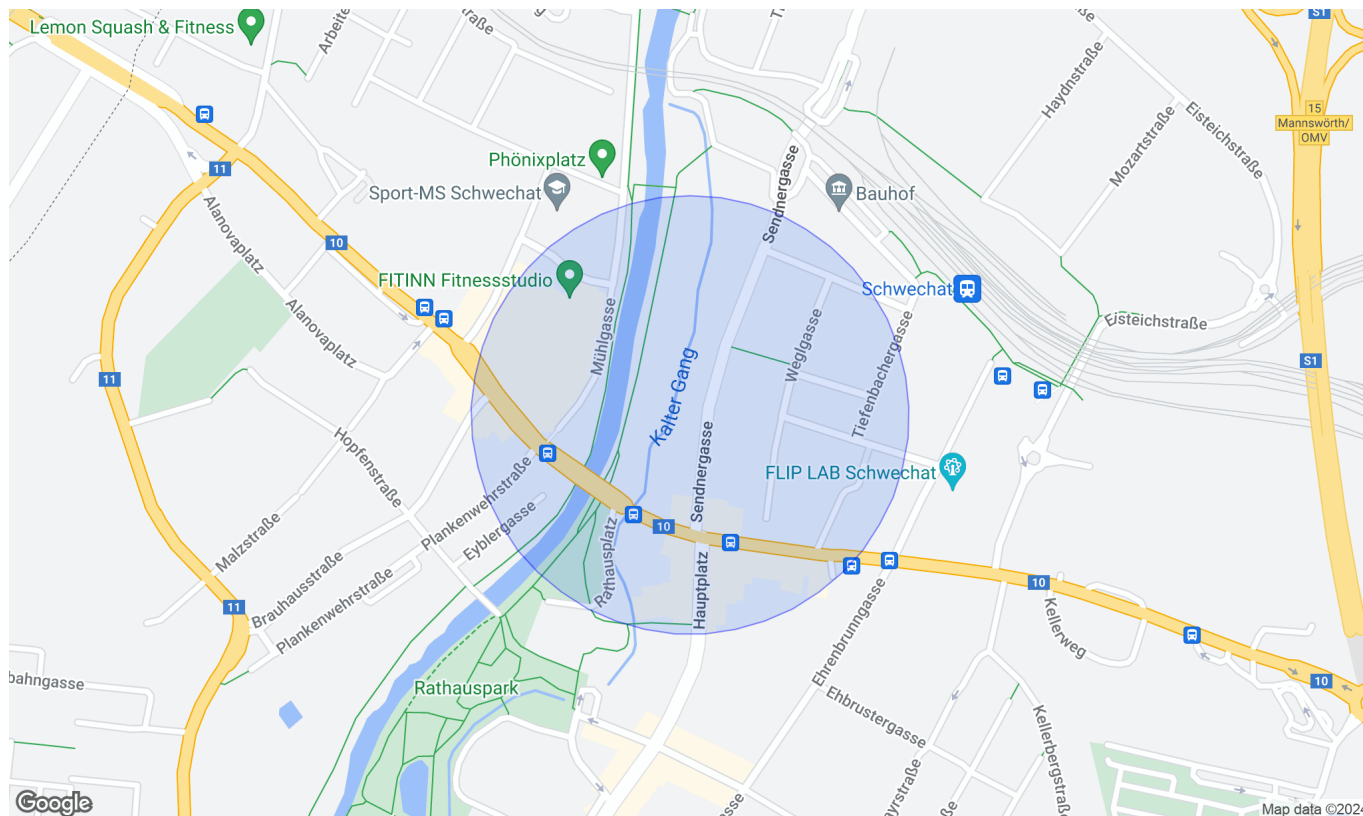 S1
Lemon Squash & Fitness
Haydnstraße
Eisteichstraße
15
Mannswörth/
OMV
Mozartstraße
Phönixplatz
11
Sport-MS Schwechat
Sendnergasse
Bauhof
Alanovaplatz
10
FITINN Fitnessstudio
Schwechat
Alanovaplatz
Mühlgasse
Weglgasse
Tiefenbachergasse
Eisteichstraße
S1
11
Kalter Gang
Hopfenstraße
Sendnergasse
FLIP LAB Schwechat
Plankenwehrstraße
Malzstraße
Eyblergasse
10
Rathausplatz
Hauptplatz
Brauhausstraße
10
11
Plankenwehrstraße
Ehrenbrunngasse
Kellerweg
bahngasse
Rathauspark
10
Ehbrustergasse
Kellerbergstraße
Google
Map data ©2024